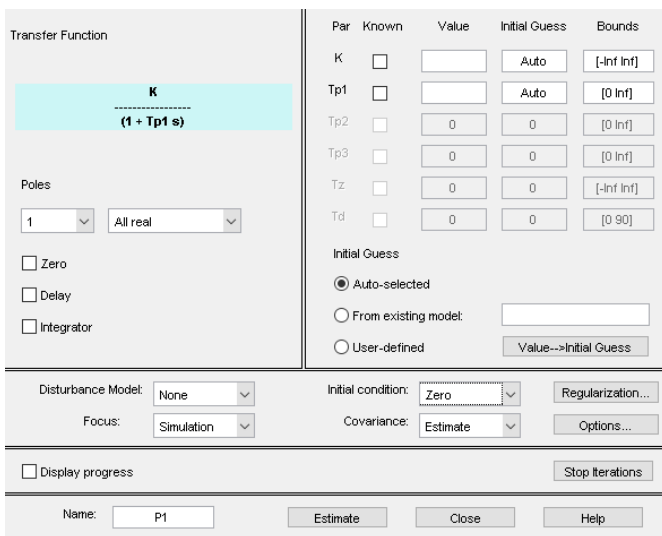 Transfer Function
K
-----------------
(1 + Tp1 s)
Poles
1 All real
Zero
Delay
Integrator
Par Known Value Initial Guess Bounds
K Auto [-Inf Inf]
Tp1 Auto [0 Inf]
Tp2 0 0 [0 Inf]
Tp3 0 0 [0 Inf]
Tz 0 0 [-Inf Inf]
Td 0 0 [0 90]
Initial Guess
Auto-selected
From existing model:
User-defined Value-->Initial Guess
Disturbance Model: None Initial condition: Zero Regularization...
Focus: Simulation Covariance: Estimate Options...
Display progress Stop Iterations
Name: P1 Estimate Close Help